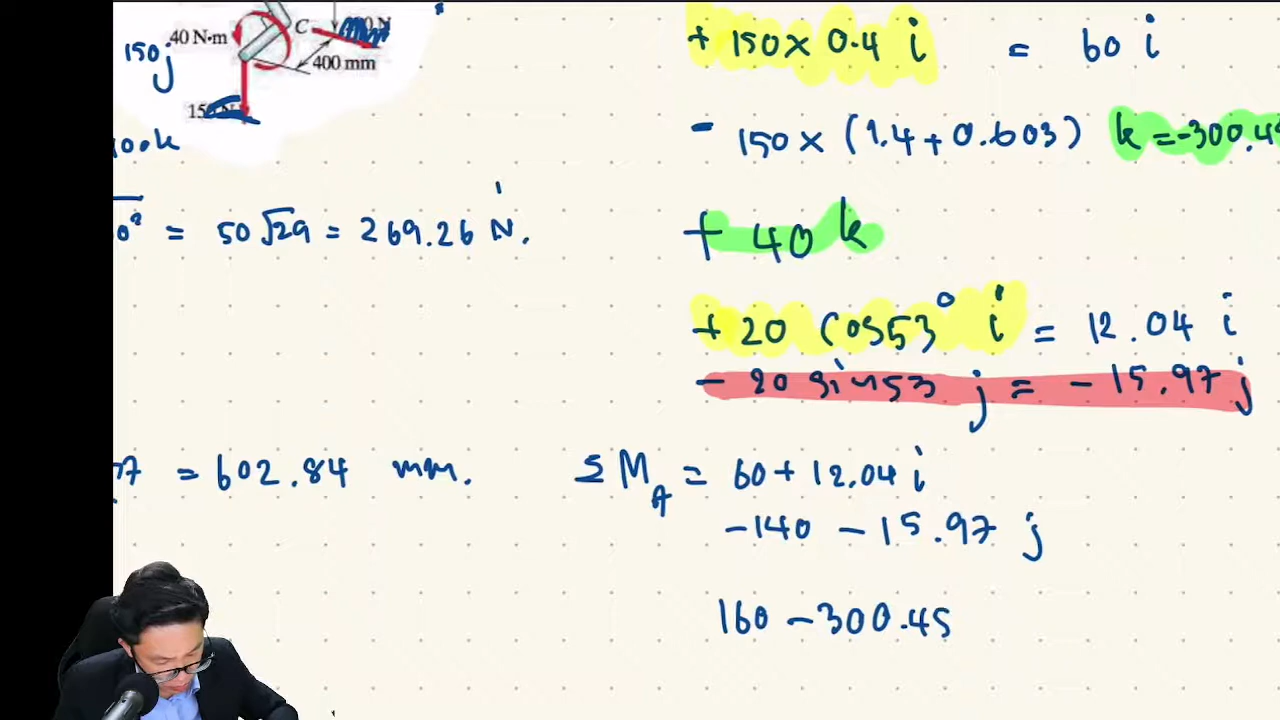 40 N·m
C
150j
400 mm
100k
= 50√29 = 269.26 N.
= 602.84 mm.
+ 150 × 0.4 i = 60 i
- 150 × (1.4 + 0.603) k = -300.45
+ 40 k
+ 20 cos53° i = 12.04 i
- 20 sin53 j = - 15.97 j
ΣM_A = 60 + 12.04 i
-140 - 15.97 j
160 - 300.45